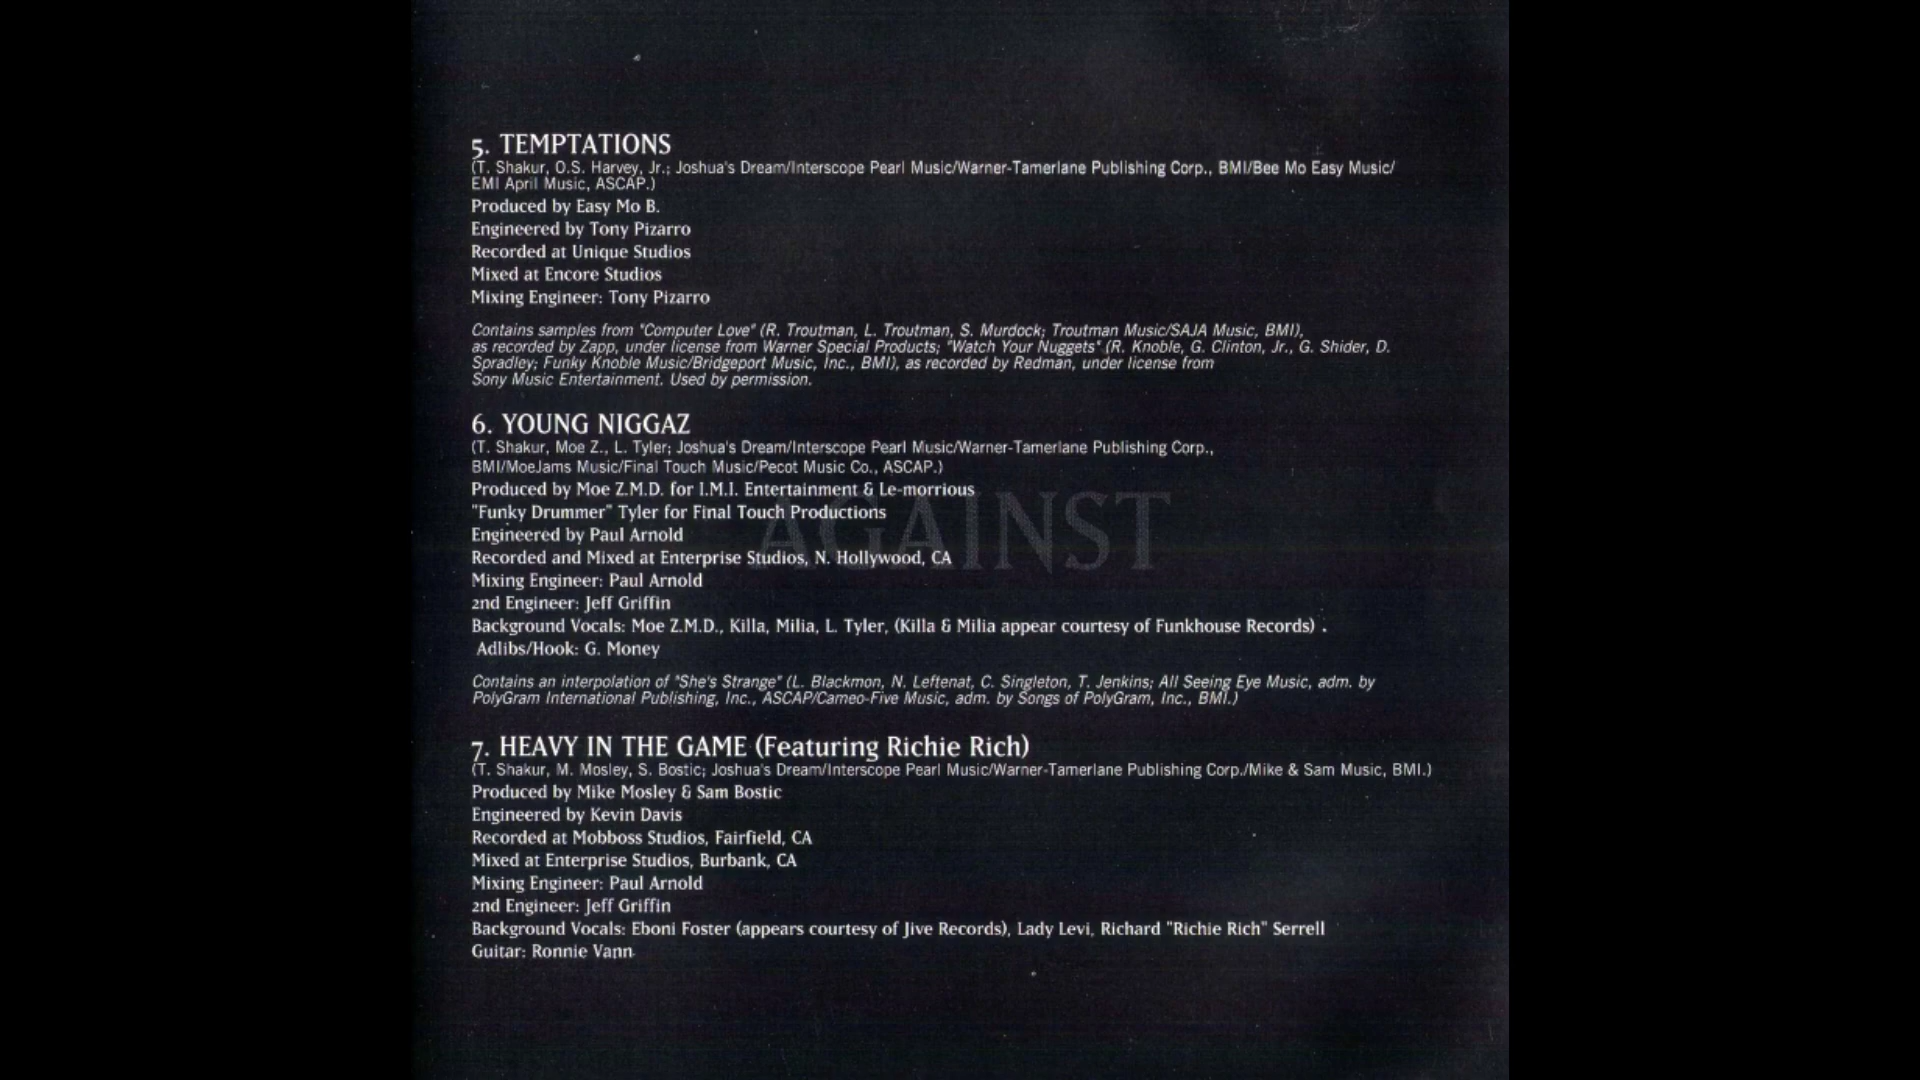 5. TEMPTATIONS
(T. Shakur, O.S. Harvey, Jr.; Joshua's Dream/Interscope Pearl Music/Warner-Tamerlane Publishing Corp., BMI/Bee Mo Easy Music/
EMI April Music, ASCAP.)
Produced by Easy Mo B.
Engineered by Tony Pizarro
Recorded at Unique Studios
Mixed at Encore Studios
Mixing Engineer: Tony Pizarro
Contains samples from "Computer Love" (R. Troutman, L. Troutman, S. Murdock; Troutman Music/SAJA Music, BMI),
as recorded by Zapp, under license from Warner Special Products; "Watch Your Nuggets" (R. Knoble, G. Clinton, Jr., G. Shider, D.
Spradley; Funky Knoble Music/Bridgeport Music, Inc., BMI), as recorded by Redman, under license from
Sony Music Entertainment. Used by permission.
6. YOUNG NIGGAZ
(T. Shakur, Moe Z., L. Tyler; Joshua's Dream/Interscope Pearl Music/Warner-Tamerlane Publishing Corp.,
BMI/MoeJams Music/Final Touch Music/Pecot Music Co., ASCAP.)
Produced by Moe Z.M.D. for I.M.I. Entertainment & Le-morrious
"Funky Drummer" Tyler for Final Touch Productions
AGAINST
Engineered by Paul Arnold
Recorded and Mixed at Enterprise Studios, N. Hollywood, CA
Mixing Engineer: Paul Arnold
2nd Engineer: Jeff Griffin
Background Vocals: Moe Z.M.D., Killa, Milia, L. Tyler, (Killa & Milia appear courtesy of Funkhouse Records) .
Adlibs/Hook: G. Money
Contains an interpolation of "She's Strange" (L. Blackmon, N. Leftenat, C. Singleton, T. Jenkins; All Seeing Eye Music, adm. by
PolyGram International Publishing, Inc., ASCAP/Cameo-Five Music, adm. by Songs of PolyGram, Inc., BMI.)
7. HEAVY IN THE GAME (Featuring Richie Rich)
(T. Shakur, M. Mosley, S. Bostic; Joshua's Dream/Interscope Pearl Music/Warner-Tamerlane Publishing Corp./Mike & Sam Music, BMI.)
Produced by Mike Mosley & Sam Bostic
Engineered by Kevin Davis
Recorded at Mobboss Studios, Fairfield, CA
Mixed at Enterprise Studios, Burbank, CA
Mixing Engineer: Paul Arnold
2nd Engineer: Jeff Griffin
Background Vocals: Eboni Foster (appears courtesy of Jive Records), Lady Levi, Richard "Richie Rich" Serrell
Guitar: Ronnie Vann